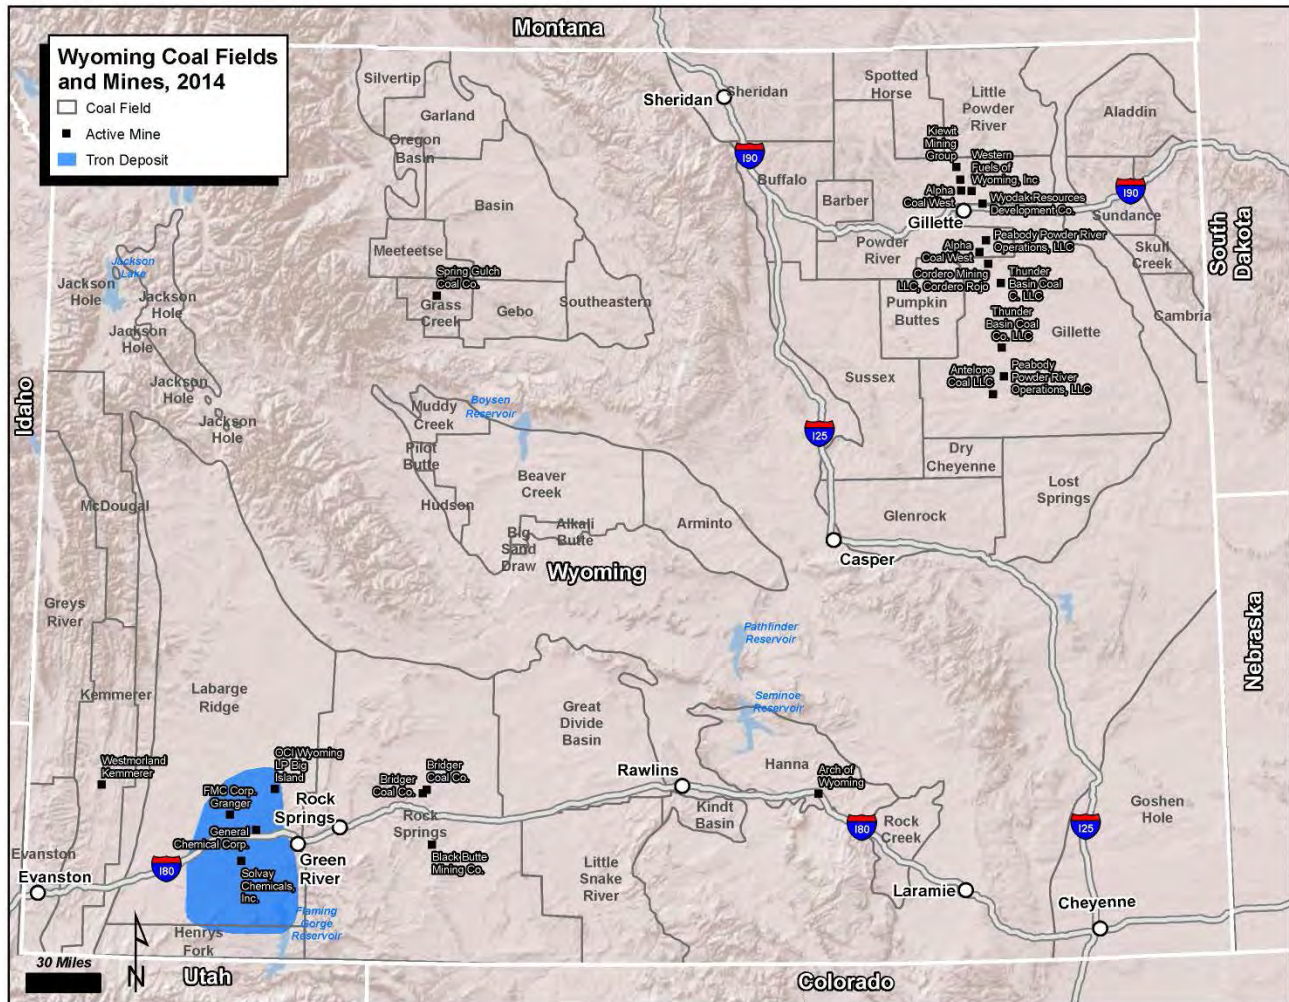 Montana
Wyoming Coal Fields
and Mines, 2014
Coal Field
Active Mine
Tron Deposit
Silvertip
Garland
Oregon
Basin
Basin
Meeteetse
Spring Gulch
Coal Co.
Grass
Creek
Gebo
Southeastern
Sheridan
Sheridan
190
Buffalo
Barber
Spotted
Horse
Little
Powder
River
Aladdin
Kiewit
Mining
Group
Western
Fuels of
Wyoming, Inc
Alpha
Coal West
Wyodak Resources
Development Co.
Gillette
190
Sundance
Skull
Creek
South
Dakota
Powder
River
Peabody Powder River
Operations, LLC
Alpha
Coal West
Cordero Mining
LLC, Cordero Rojo
Thunder
Basin Coal
C. LLC
Pumpkin
Buttes
Thunder
Basin Coal
Co. LLC
Gillette
Cambria
Sussex
Antelope
Coal LLC
Peabody
Powder River
Operations, LLC
125
Dry
Cheyenne
Lost
Springs
Glenrock
Casper
Jackson
Lake
Jackson
Hole
Jackson
Hole
Jackson
Hole
Jackson
Hole
Jackson
Hole
Idaho
Muddy
Creek
Boysen
Reservoir
Pilot
Butte
Beaver
Creek
Hudson
Big
Sand
Draw
Alkali
Butte
Arminto
Wyoming
McDougal
Greys
River
Kemmerer
Labarge
Ridge
Westmorland
Kemmerer
OCI Wyoming
LP Big
Island
FMC Corp.
Granger
General
Chemical Corp.
Solvay
Chemicals,
Inc.
Rock
Springs
Green
River
Bridger
Coal Co.
Bridger
Coal Co.
Rock
Springs
Black Butte
Mining Co.
Great
Divide
Basin
Pathfinder
Reservoir
Seminoe
Reservoir
Rawlins
Hanna
Arch of
Wyoming
Kindt
Basin
180
Rock
Creek
Little
Snake
River
Laramie
Nebraska
Goshen
Hole
125
Cheyenne
Evanston
Evanston
180
Flaming
Gorge
Reservoir
Henrys
Fork
30 Miles
N
Utah
Colorado